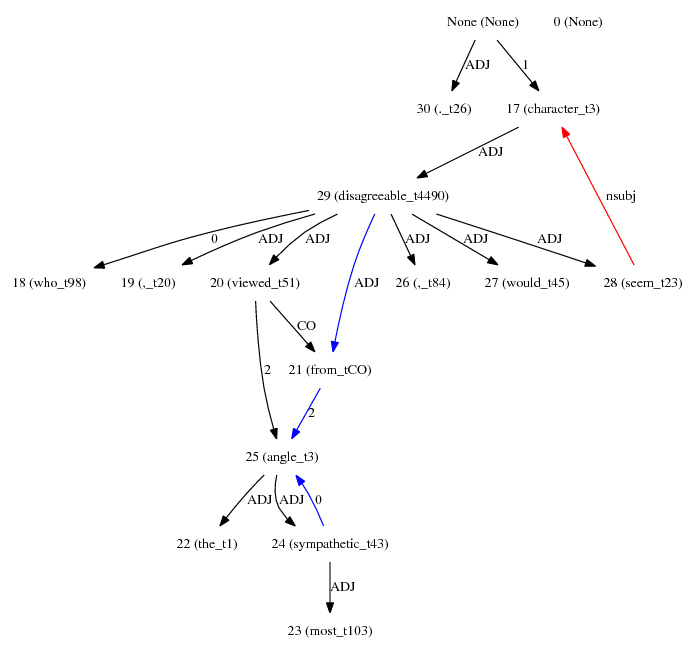 None (None) 0 (None)
ADJ 1
30 (._t26) 17 (character_t3)
ADJ
29 (disagreeable_t4490) nsubj
0 ADJ ADJ ADJ ADJ ADJ ADJ
18 (who_t98) 19 (,_t20) 20 (viewed_t51) 26 (,_t84) 27 (would_t45) 28 (seem_t23)
CO
2 21 (from_tCO)
2
25 (angle_t3)
ADJ ADJ 0
22 (the_t1) 24 (sympathetic_t43)
ADJ
23 (most_t103)